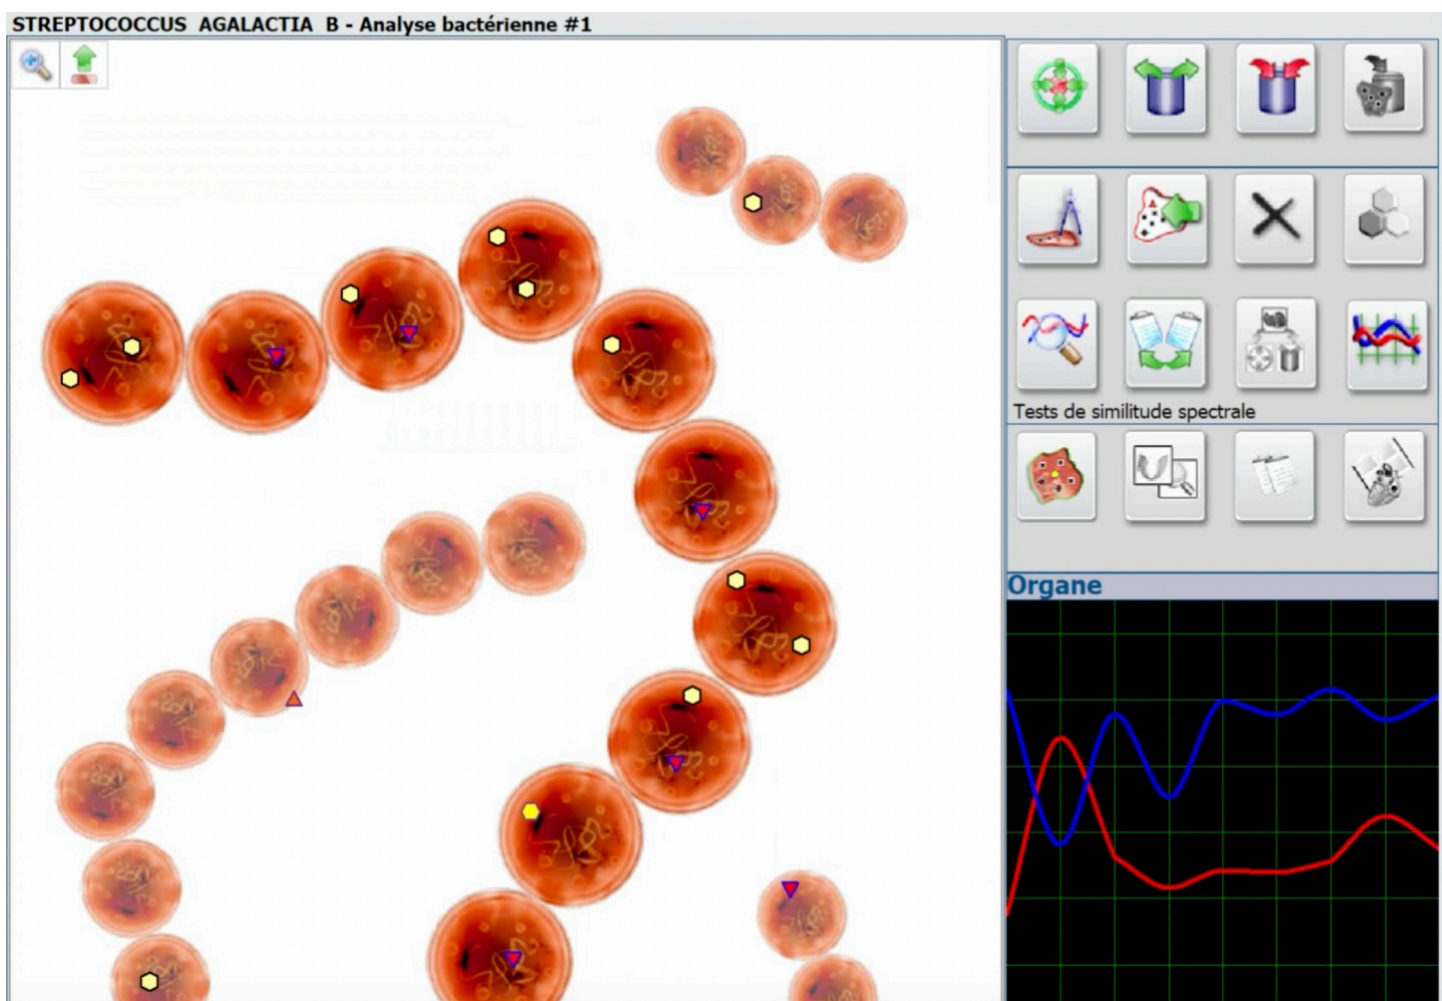 STREPTOCOCCUS AGALACTIA B - Analyse bactérienne #1
Tests de similitude spectrale
Organe